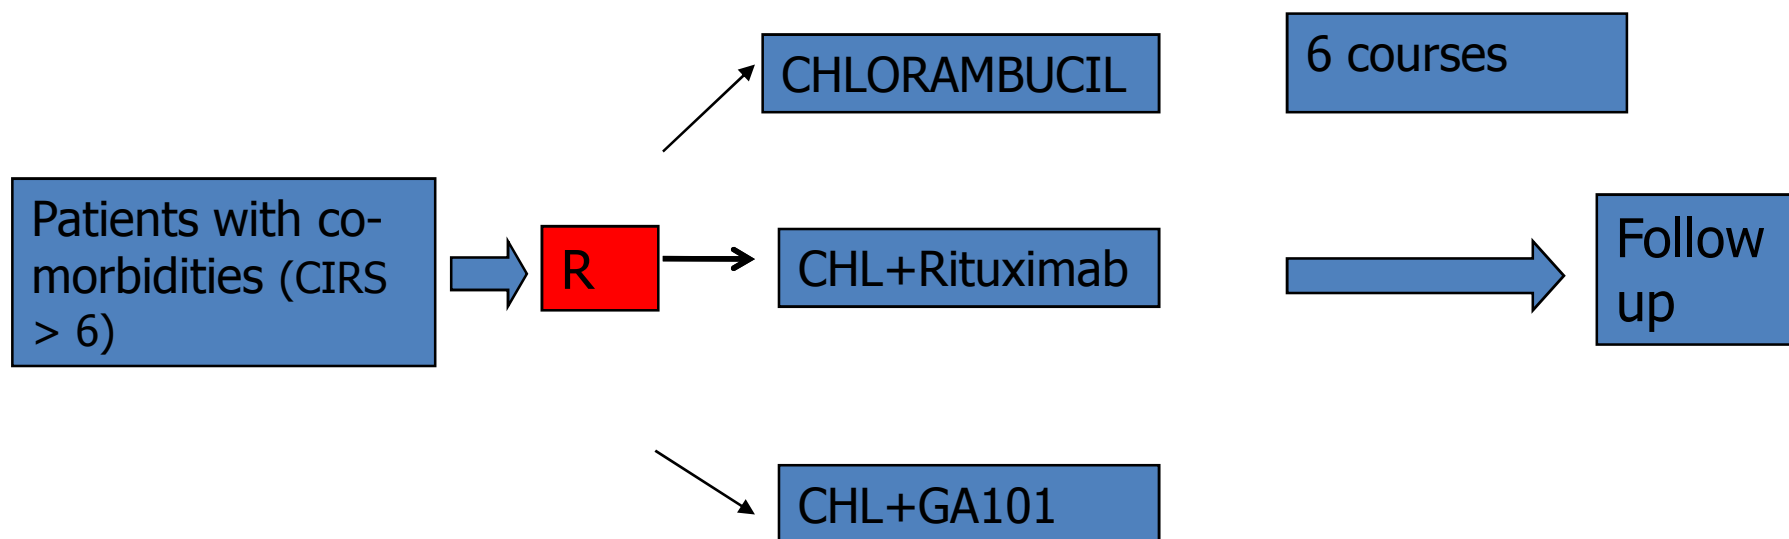 CHLORAMBUCIL
6 courses
Patients with co-
morbidities (CIRS
> 6)
R
CHL+Rituximab
Follow
up
CHL+GA101